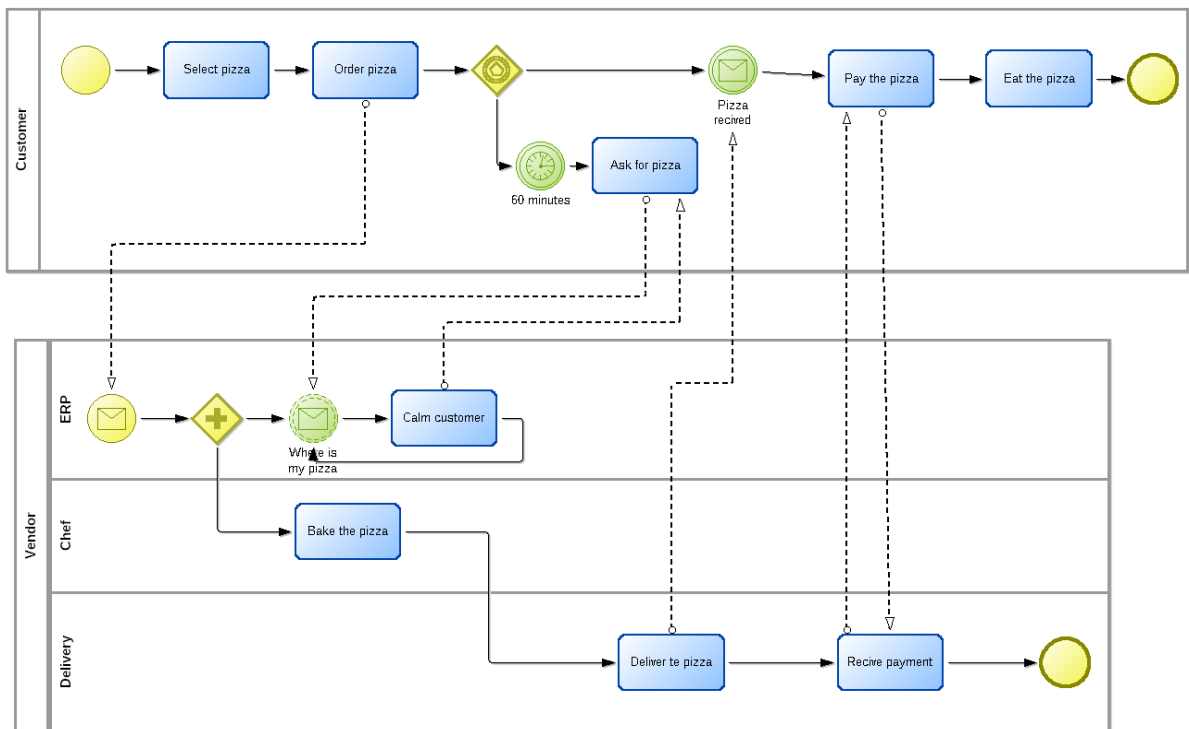 Customer
Select pizza
Order pizza
Pizza
recived
Pay the pizza
Eat the pizza
60 minutes
Ask for pizza
Vendor
ERP
Where is
my pizza
Calm customer
Chef
Bake the pizza
Delivery
Deliver te pizza
Recive payment